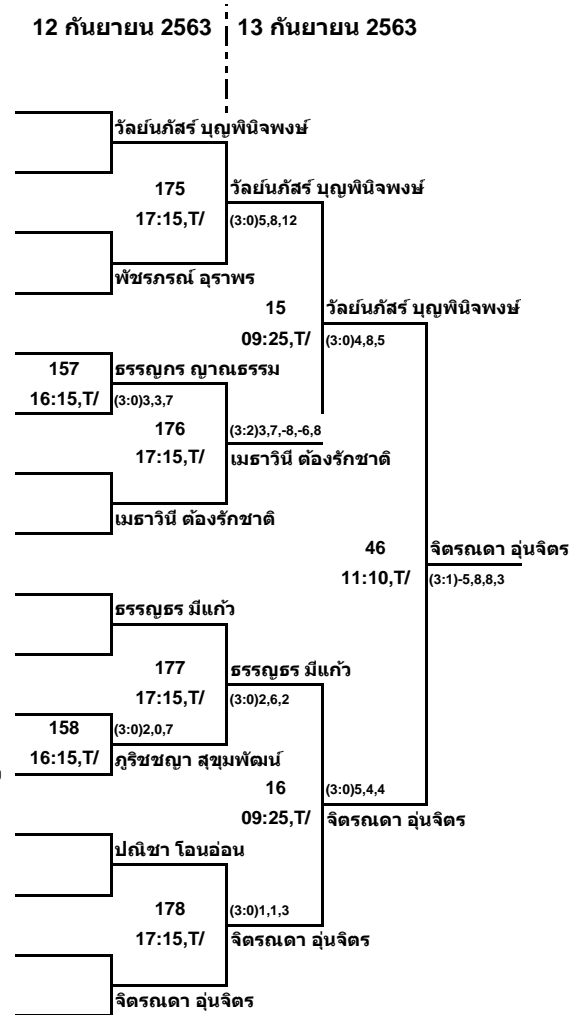 12 กันยายน 2563 13 กันยายน 2563
วัลย์นภัสร์ บุญพินิจพงษ์
175 วัลย์นภัสร์ บุญพินิจพงษ์
17:15,T/ (3:0)5,8,12
พัชรภรณ์ อุราพร
15 วัลย์นภัสร์ บุญพินิจพงษ์
09:25,T/ (3:0)4,8,5
157 ธรรญกร ญาณธรรม
16:15,T/ (3:0)3,3,7
176 (3:2)3,7,-8,-6,8
17:15,T/ เมธาวินี ต้องรักชาติ
เมธาวินี ต้องรักชาติ
46 จิตรณดา อุ่นจิตร
11:10,T/ (3:1)-5,8,8,3
ธรรญธร มีแก้ว
177 ธรรญธร มีแก้ว
17:15,T/ (3:0)2,6,2
158 (3:0)2,0,7
16:15,T/ ภูริชชญา สุขุมพัฒน์
16 (3:0)5,4,4
09:25,T/ จิตรณดา อุ่นจิตร
ปณิชา โอนอ่อน
178 (3:0)1,1,3
17:15,T/ จิตรณดา อุ่นจิตร
จิตรณดา อุ่นจิตร